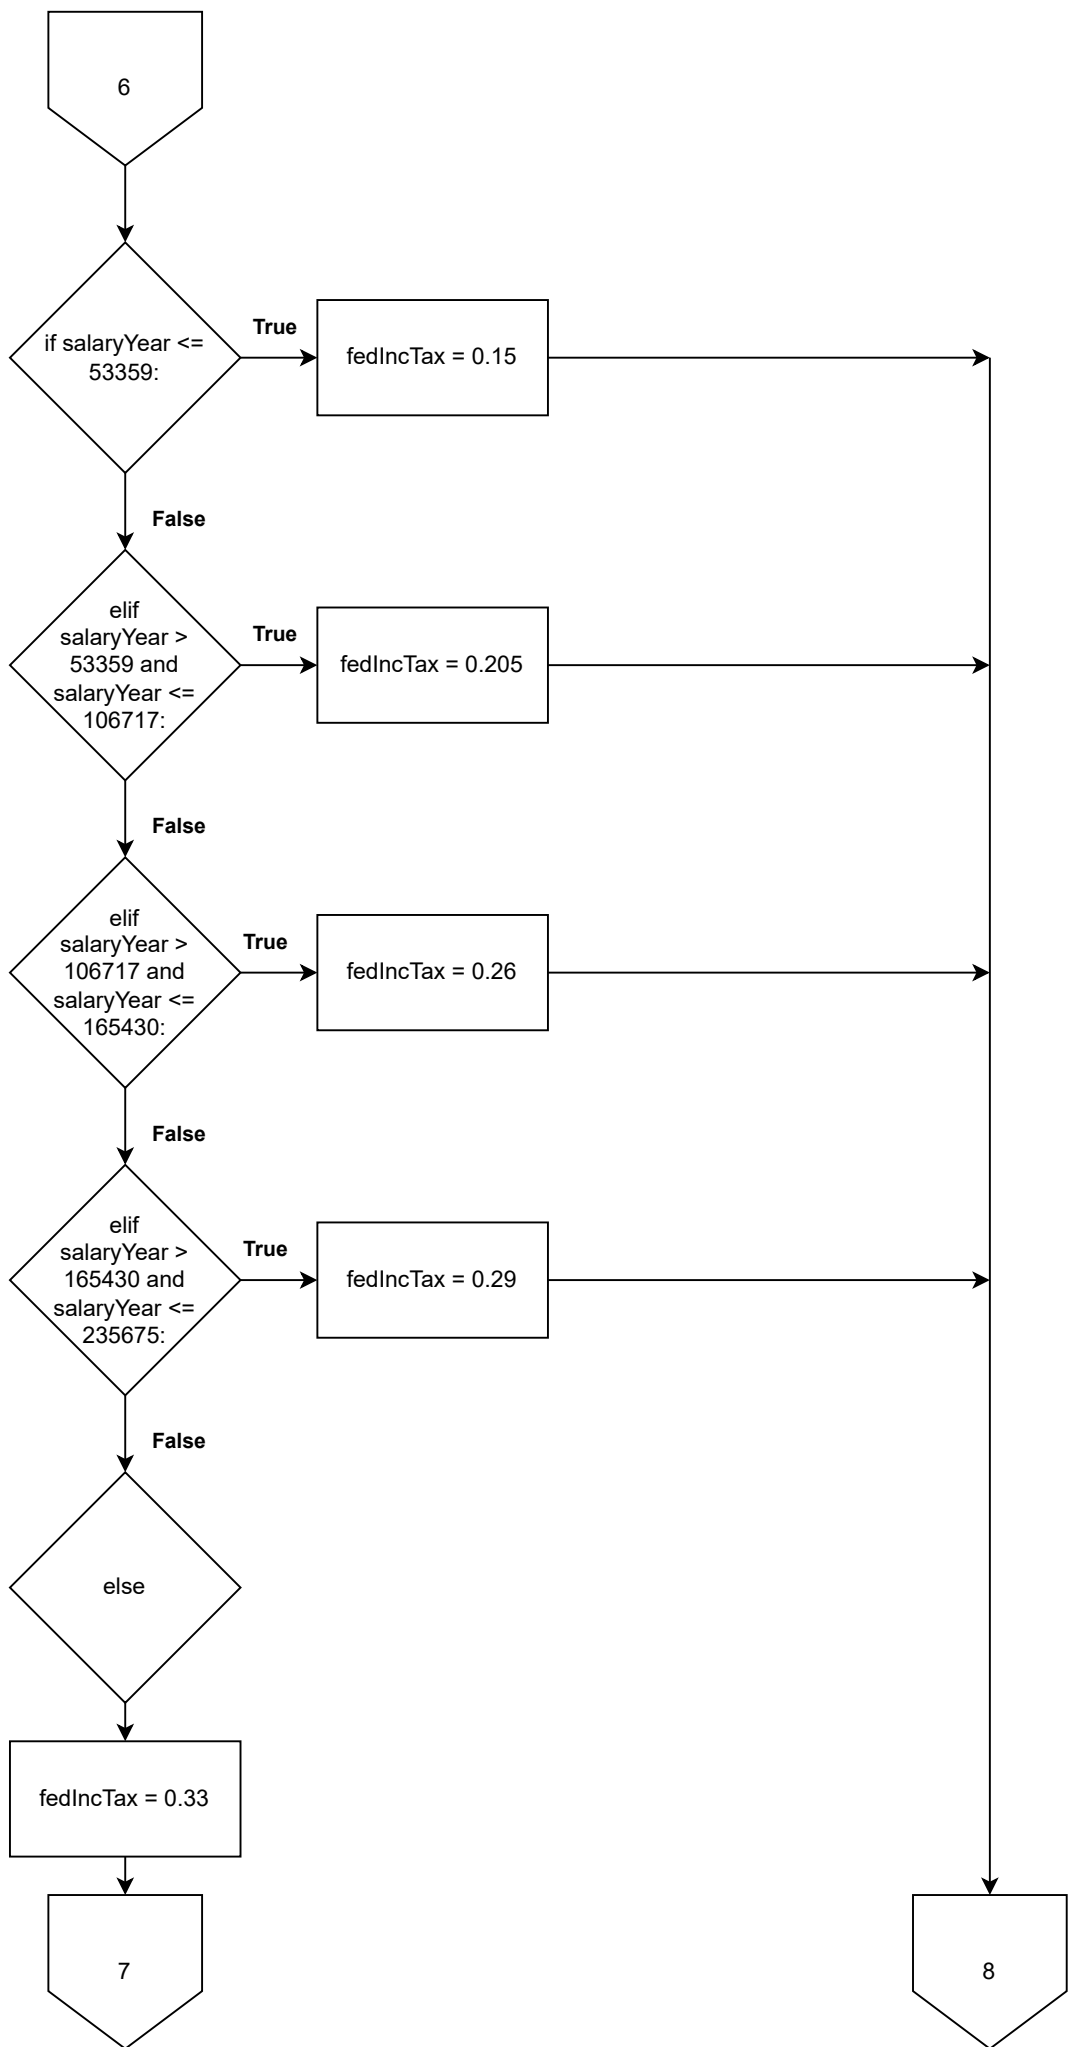 6
if salaryYear <=
53359:
True
fedIncTax = 0.15
False
elif
salaryYear >
53359 and
salaryYear <=
106717:
True
fedIncTax = 0.205
False
elif
salaryYear >
106717 and
salaryYear <=
165430:
True
fedIncTax = 0.26
False
elif
salaryYear >
165430 and
salaryYear <=
235675:
True
fedIncTax = 0.29
False
else
fedIncTax = 0.33
7
8